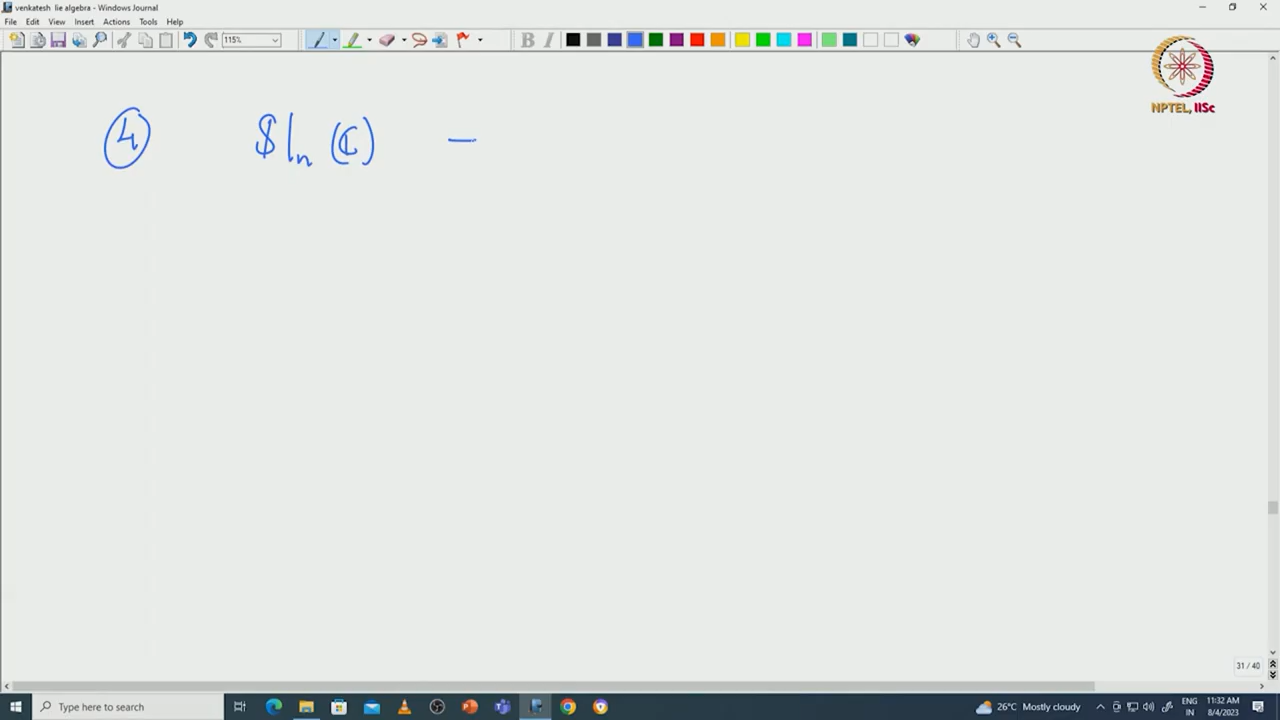 venkatesh lie algebra - Windows Journal
File Edit View Insert Actions Tools Help
115% B I
NPTEL, IISc
④ $ln (ℂ) —
31 / 40
Type here to search P 26°C Mostly cloudy ENG IN 11:32 AM 8/4/2023